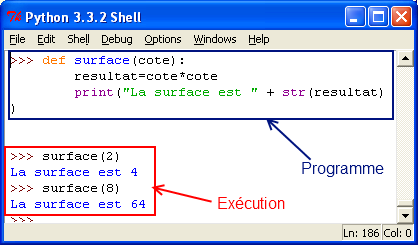 Python 3.3.2 Shell
File Edit Shell Debug Options Windows Help
>>> def surface(cote):
resultat=cote*cote
print("La surface est " + str(resultat)
)
Programme
>>> surface(2)
La surface est 4
>>> surface(8)
Exécution
La surface est 64
>>>
Ln: 186 Col: 0